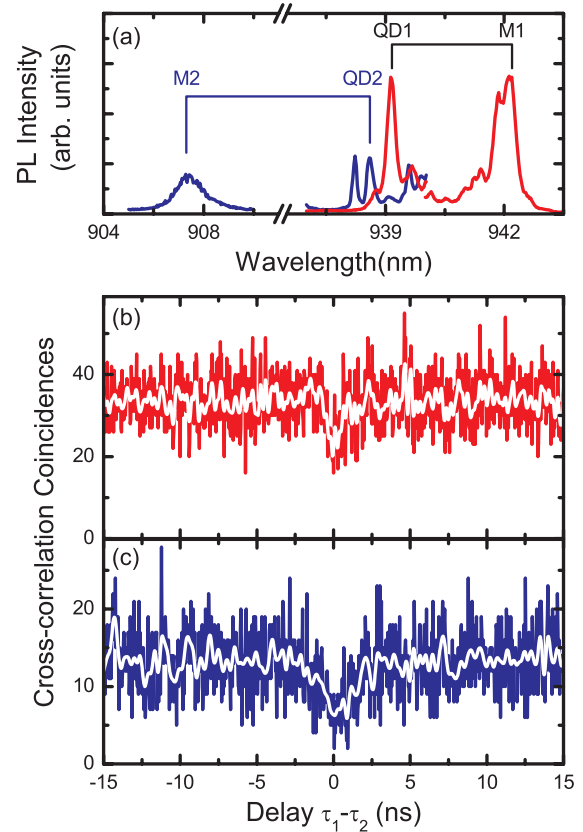 (a)
QD1
M1
M2
QD2
PL Intensity
(arb. units)
904
908
939
942
Wavelength(nm)
(b)
40
20
0
(c)
20
10
0
Cross-correlation Coincidences
-15
-10
-5
0
5
10
15
Delay τ₁-τ₂ (ns)